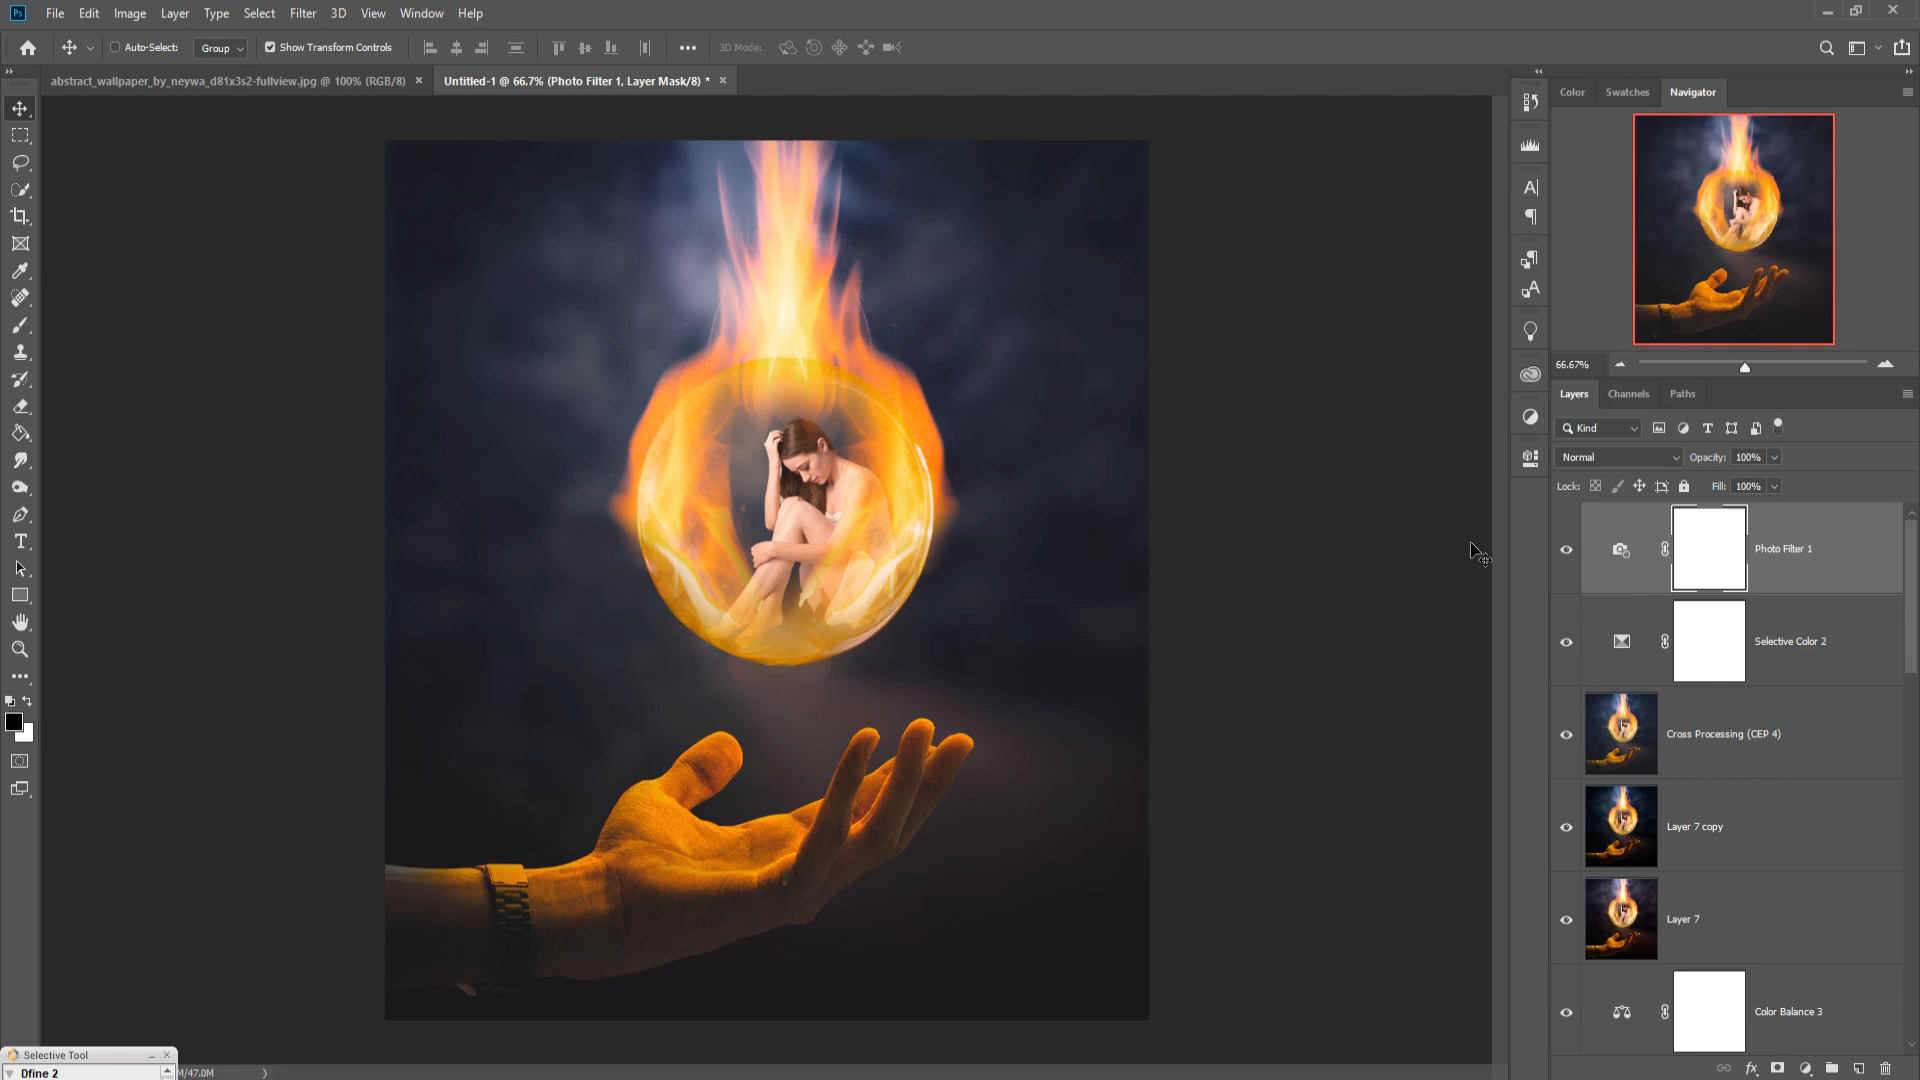 Ps File Edit Image Layer Type Select Filter 3D View Window Help
Auto-Select: Group Show Transform Controls 3D Mode:
abstract_wallpaper_by_neywa_d81x3s2-fullview.jpg @ 100% (RGB/8) Untitled-1 @ 66.7% (Photo Filter 1, Layer Mask/8) *
Color Swatches Navigator
66.67%
Layers Channels Paths
Kind
Normal Opacity: 100%
Lock: Fill: 100%
Photo Filter 1
Selective Color 2
Cross Processing (CEP 4)
Layer 7 copy
Layer 7
Color Balance 3
Selective Tool
Dfine 2
M/47.0M